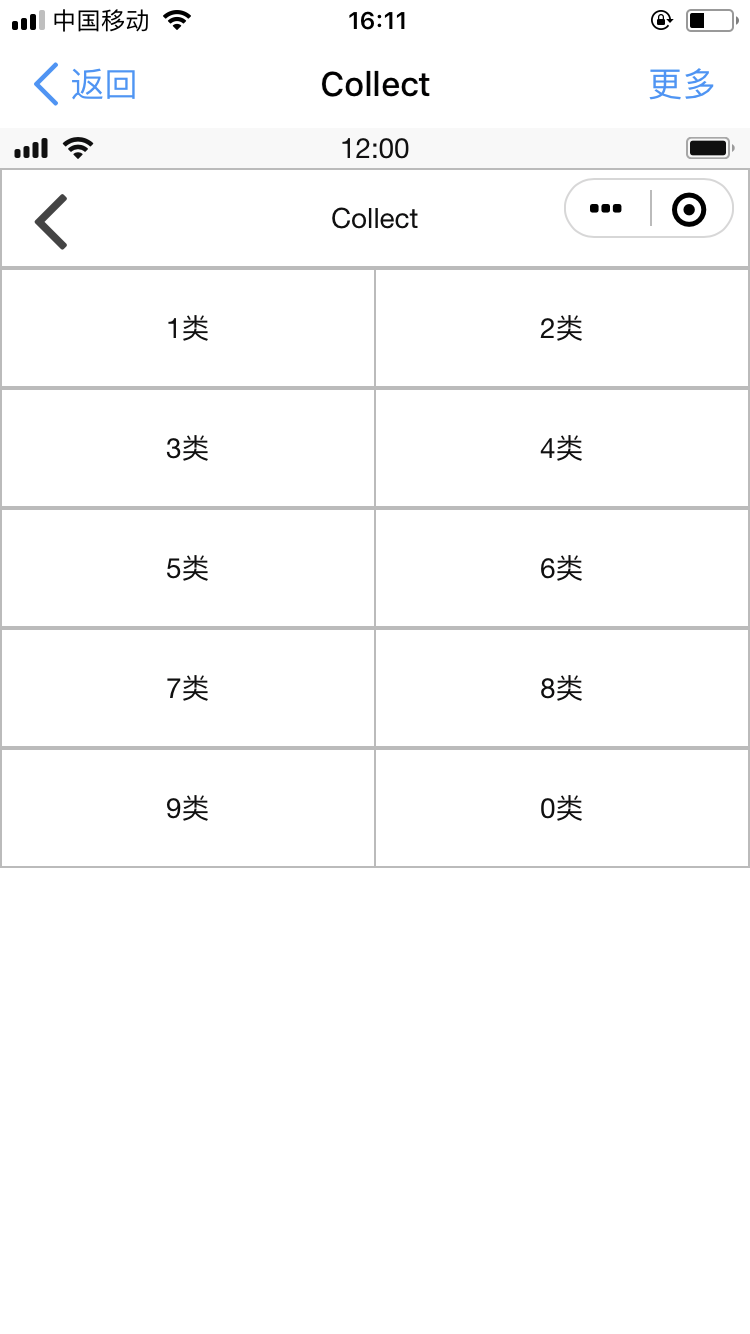 中国移动 16:11
返回 Collect 更多
12:00
Collect
1类 2类
3类 4类
5类 6类
7类 8类
9类 0类